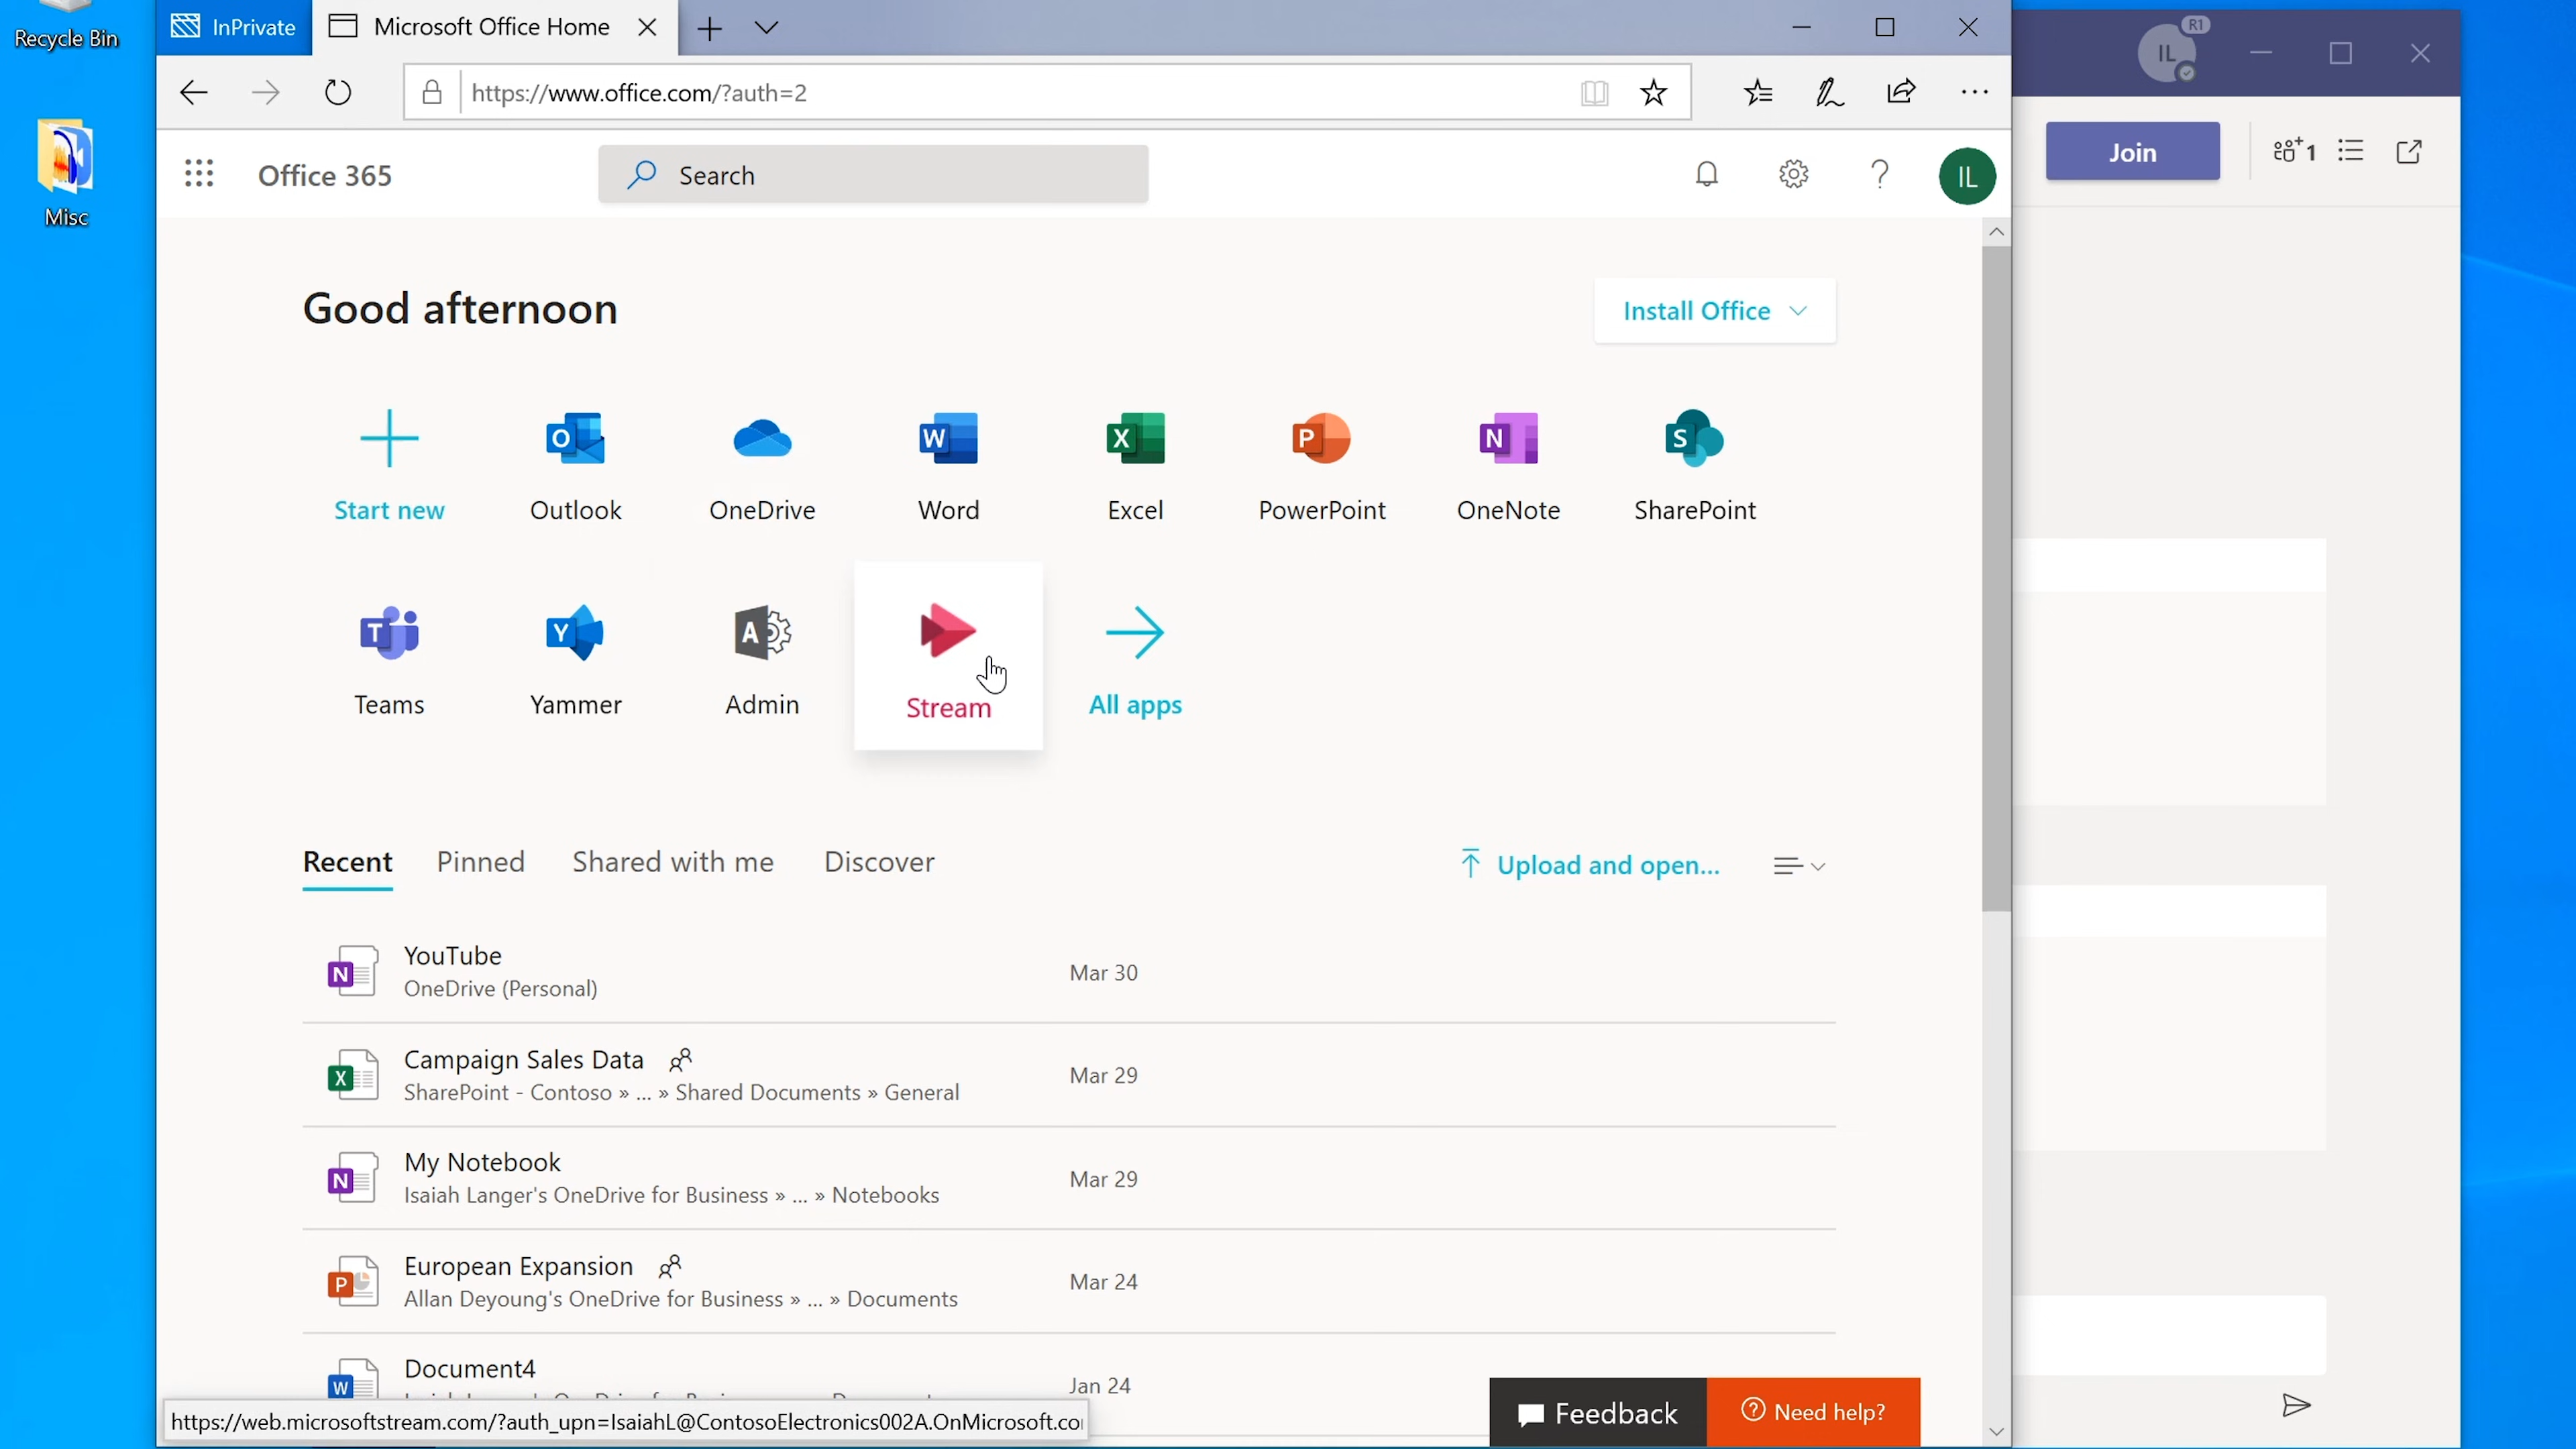 Recycle Bin
Misc
InPrivate
Microsoft Office Home
https://www.office.com/?auth=2
Office 365
Search
IL
Good afternoon
Install Office
Start new
Outlook
OneDrive
Word
Excel
PowerPoint
OneNote
SharePoint
Teams
Yammer
Admin
Stream
All apps
Recent
Pinned
Shared with me
Discover
Upload and open...
YouTube
OneDrive (Personal)
Mar 30
Campaign Sales Data
SharePoint - Contoso » ... » Shared Documents » General
Mar 29
My Notebook
Isaiah Langer's OneDrive for Business » ... » Notebooks
Mar 29
European Expansion
Allan Deyoung's OneDrive for Business » ... » Documents
Mar 24
Document4
Jan 24
https://web.microsoftstream.com/?auth_upn=IsaiahL@ContosoElectronics002A.OnMicrosoft.co
Feedback
Need help?
IL
R1
Join
1